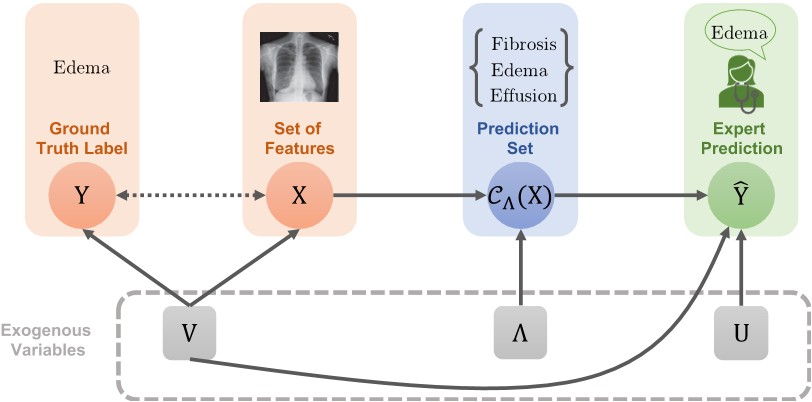 Edema
Ground
Truth Label
Y
Set of
Features
X
Fibrosis
Edema
Effusion
Prediction
Set
𝒞_Λ(X)
Edema
Expert
Prediction
Ŷ
Exogenous
Variables
V
Λ
U